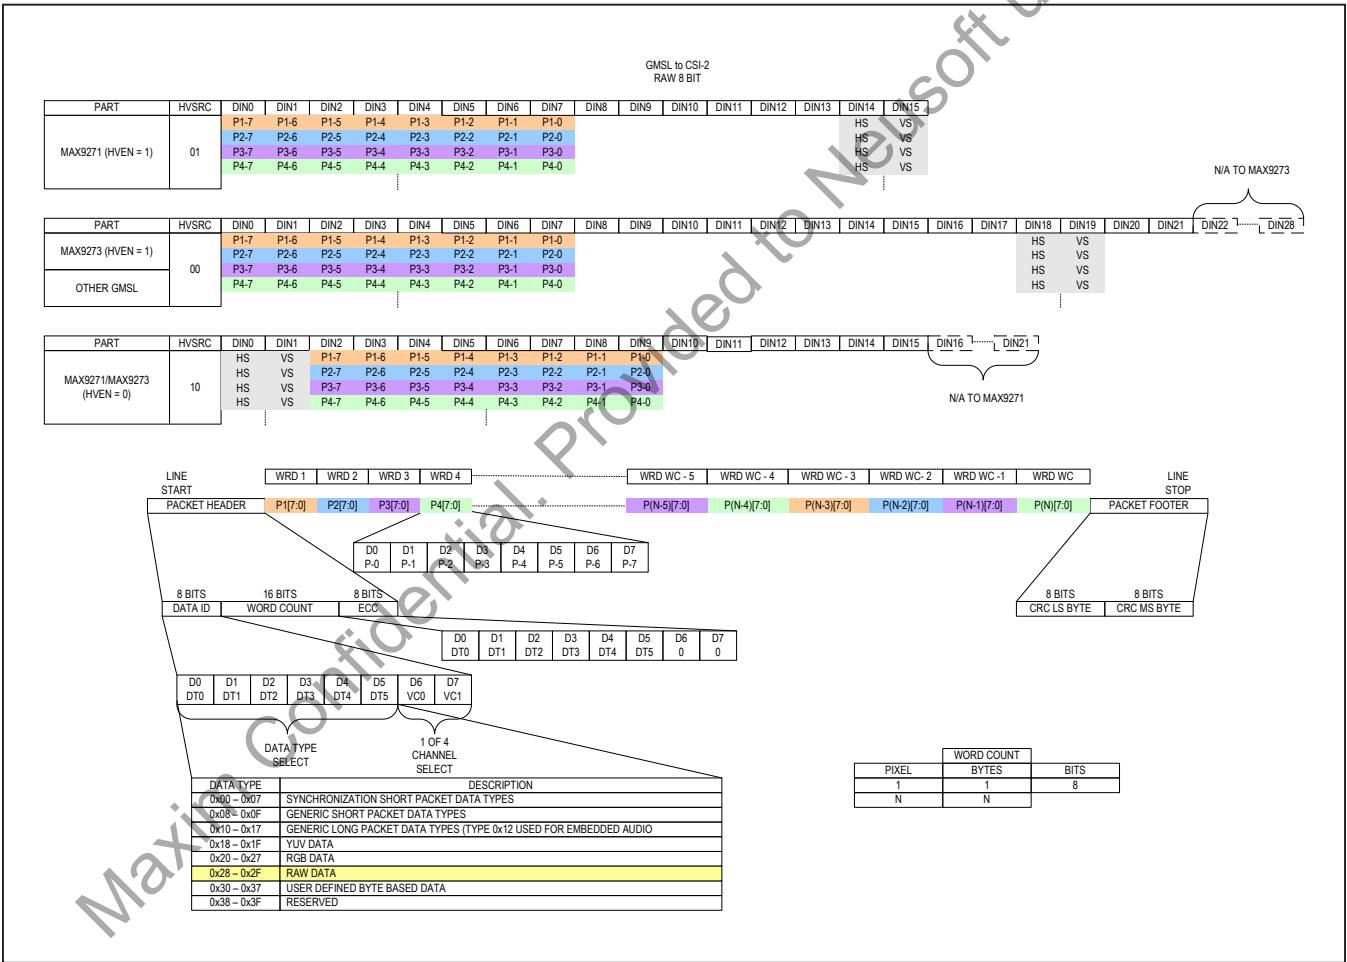 GMSL to CSI-2
RAW 8 BIT
PART HVSRC DIN0 DIN1 DIN2 DIN3 DIN4 DIN5 DIN6 DIN7 DIN8 DIN9 DIN10 DIN11 DIN12 DIN13 DIN14 DIN15
P1-7 P1-6 P1-5 P1-4 P1-3 P1-2 P1-1 P1-0 HS VS
P2-7 P2-6 P2-5 P2-4 P2-3 P2-2 P2-1 P2-0 HS VS
MAX9271 (HVEN = 1) 01 P3-7 P3-6 P3-5 P3-4 P3-3 P3-2 P3-1 P3-0 HS VS
P4-7 P4-6 P4-5 P4-4 P4-3 P4-2 P4-1 P4-0 HS VS
N/A TO MAX9273
PART HVSRC DIN0 DIN1 DIN2 DIN3 DIN4 DIN5 DIN6 DIN7 DIN8 DIN9 DIN10 DIN11 DIN12 DIN13 DIN14 DIN15 DIN16 DIN17 DIN18 DIN19 DIN20 DIN21 DIN22 DIN28
P1-7 P1-6 P1-5 P1-4 P1-3 P1-2 P1-1 P1-0 HS VS
MAX9273 (HVEN = 1) P2-7 P2-6 P2-5 P2-4 P2-3 P2-2 P2-1 P2-0 HS VS
00 P3-7 P3-6 P3-5 P3-4 P3-3 P3-2 P3-1 P3-0 HS VS
OTHER GMSL P4-7 P4-6 P4-5 P4-4 P4-3 P4-2 P4-1 P4-0 HS VS
PART HVSRC DIN0 DIN1 DIN2 DIN3 DIN4 DIN5 DIN6 DIN7 DIN8 DIN9 DIN10 DIN11 DIN12 DIN13 DIN14 DIN15 DIN16 DIN21
HS VS P1-7 P1-6 P1-5 P1-4 P1-3 P1-2 P1-1 P1-0
HS VS P2-7 P2-6 P2-5 P2-4 P2-3 P2-2 P2-1 P2-0
MAX9271/MAX9273
(HVEN = 0) 10 HS VS P3-7 P3-6 P3-5 P3-4 P3-3 P3-2 P3-1 P3-0
HS VS P4-7 P4-6 P4-5 P4-4 P4-3 P4-2 P4-1 P4-0
N/A TO MAX9271
LINE START WRD 1 WRD 2 WRD 3 WRD 4 WRD WC - 5 WRD WC - 4 WRD WC - 3 WRD WC- 2 WRD WC -1 WRD WC LINE STOP
PACKET HEADER P1[7:0] P2[7:0] P3[7:0] P4[7:0] P(N-5)[7:0] P(N-4)[7:0] P(N-3)[7:0] P(N-2)[7:0] P(N-1)[7:0] P(N)[7:0] PACKET FOOTER
D0 D1 D2 D3 D4 D5 D6 D7
P-0 P-1 P-2 P-3 P-4 P-5 P-6 P-7
8 BITS 16 BITS 8 BITS 8 BITS 8 BITS
DATA ID WORD COUNT ECC CRC LS BYTE CRC MS BYTE
D0 D1 D2 D3 D4 D5 D6 D7
DT0 DT1 DT2 DT3 DT4 DT5 0 0
D0 D1 D2 D3 D4 D5 D6 D7
DT0 DT1 DT2 DT3 DT4 DT5 VC0 VC1
DATA TYPE
SELECT
1 OF 4
CHANNEL
SELECT
WORD COUNT
PIXEL BYTES BITS
1 1 8
N N
DATA TYPE DESCRIPTION
0x00 – 0x07 SYNCHRONIZATION SHORT PACKET DATA TYPES
0x08 – 0x0F GENERIC SHORT PACKET DATA TYPES
0x10 – 0x17 GENERIC LONG PACKET DATA TYPES (TYPE 0x12 USED FOR EMBEDDED AUDIO
0x18 – 0x1F YUV DATA
0x20 – 0x27 RGB DATA
0x28 – 0x2F RAW DATA
0x30 – 0x37 USER DEFINED BYTE BASED DATA
0x38 – 0x3F RESERVED
Maxim Confidential. Provided to Neusoft